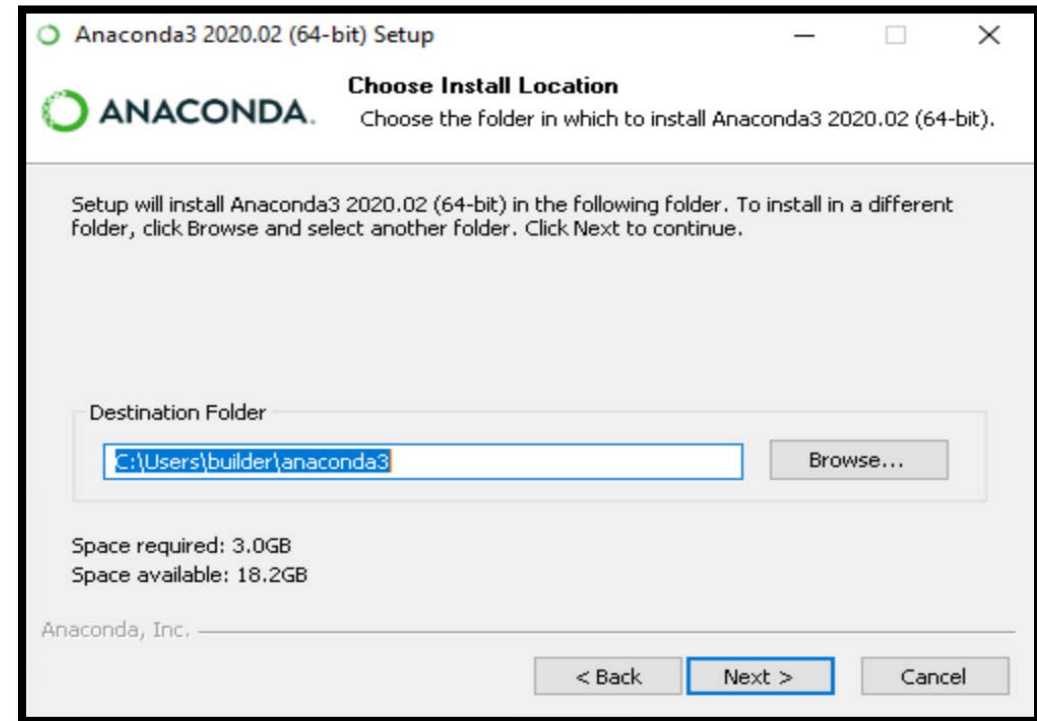 Anaconda3 2020.02 (64-bit) Setup
ANACONDA.
Choose Install Location
Choose the folder in which to install Anaconda3 2020.02 (64-bit).
Setup will install Anaconda3 2020.02 (64-bit) in the following folder. To install in a different
folder, click Browse and select another folder. Click Next to continue.
Destination Folder
C:\Users\builder\anaconda3
Browse...
Space required: 3.0GB
Space available: 18.2GB
Anaconda, Inc.
< Back
Next >
Cancel